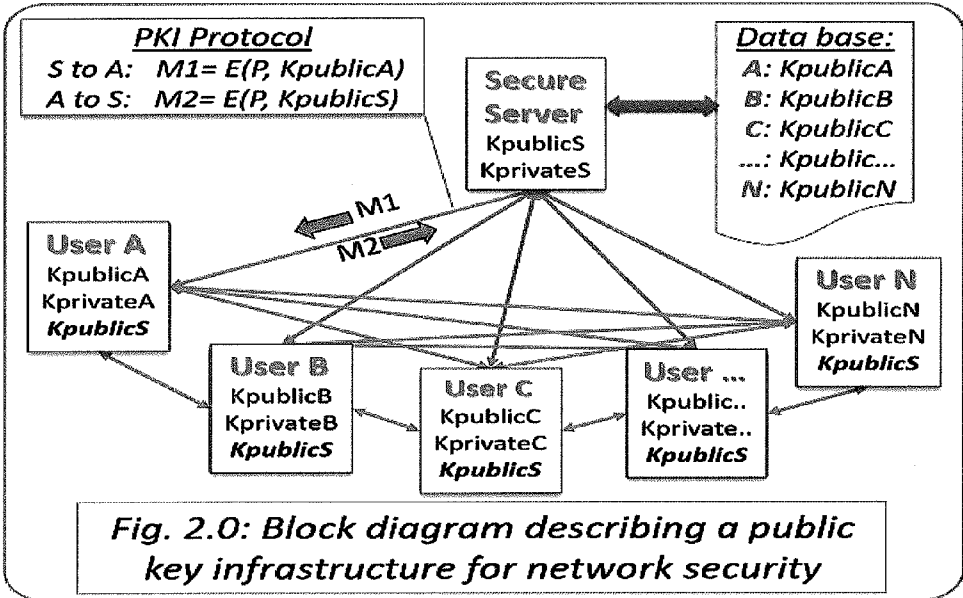 PKI Protocol
S to A: M1= E(P, KpublicA)
A to S: M2= E(P, KpublicS)
Secure
Server
KpublicS
KprivateS
Data base:
A: KpublicA
B: KpublicB
C: KpublicC
...: Kpublic...
N: KpublicN
M1
M2
User A
KpublicA
KprivateA
KpublicS
User B
KpublicB
KprivateB
KpublicS
User C
KpublicC
KprivateC
KpublicS
User ...
Kpublic..
Kprivate..
KpublicS
User N
KpublicN
KprivateN
KpublicS
Fig. 2.0: Block diagram describing a public
key infrastructure for network security